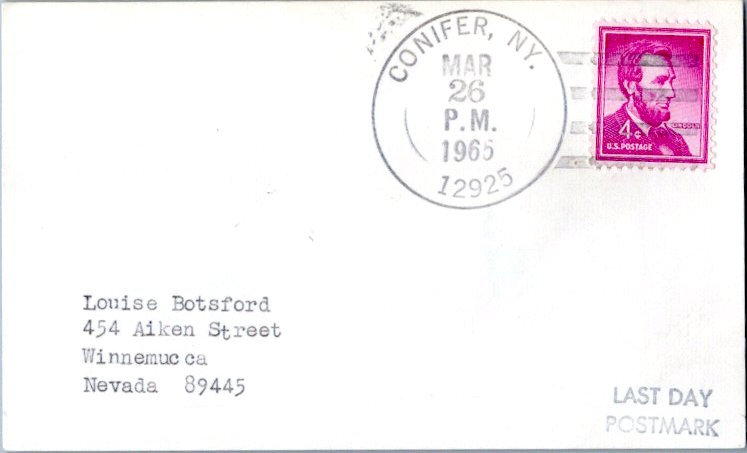 CONIFER, NY.
MAR
26
P.M.
1965
12925
LINCOLN
4¢
U.S. POSTAGE
Louise Botsford
454 Aiken Street
Winnemucca
Nevada 89445
LAST DAY
POSTMARK